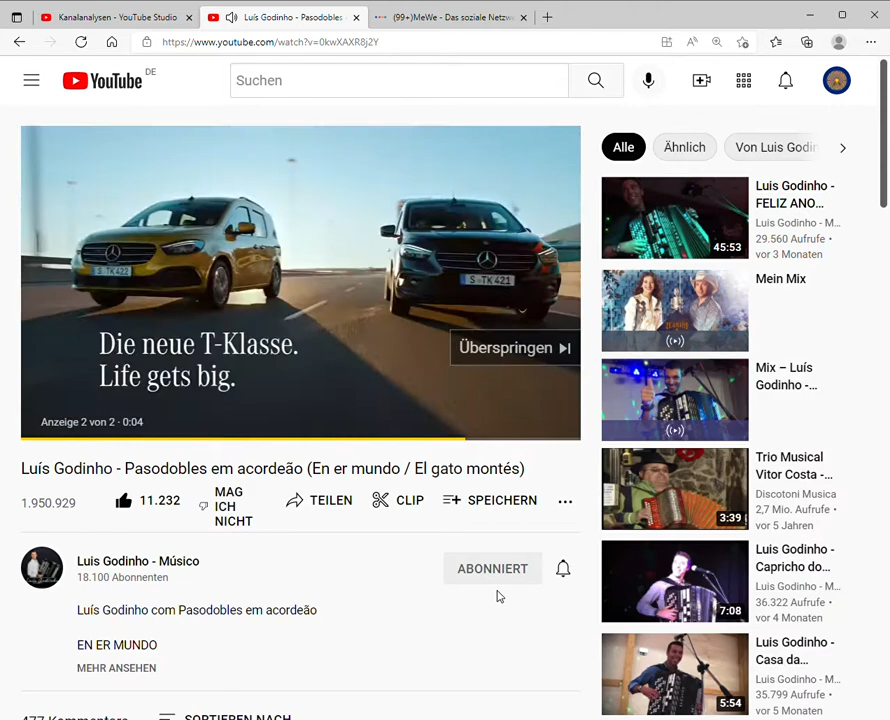 Kanalanalysen - YouTube Studio
Luís Godinho - Pasodobles
(99+)MeWe - Das soziale Netzw
https://www.youtube.com/watch?v=0kwXAXR8j2Y
YouTube DE
Suchen
S·TK422
S·TK421
Die neue T-Klasse.
Life gets big.
Überspringen
Anzeige 2 von 2 · 0:04
Luís Godinho - Pasodobles em acordeão (En er mundo / El gato montés)
1.950.929
11.232
MAG
ICH
NICHT
TEILEN
CLIP
SPEICHERN
Luis Godinho - Músico
18.100 Abonnenten
ABONNIERT
Luís Godinho com Pasodobles em acordeão
EN ER MUNDO
MEHR ANSEHEN
477 Kommentare
SORTIEREN NACH
Alle
Ähnlich
Von Luis Godin
45:53
Luis Godinho -
FELIZ ANO...
Luis Godinho - M...
29.560 Aufrufe •
vor 3 Monaten
Mein Mix
Mix – Luís
Godinho -...
3:39
Trio Musical
Vitor Costa -...
Discotoni Musica
2,7 Mio. Aufrufe •
vor 5 Jahren
7:08
Luis Godinho -
Capricho do...
Luis Godinho - M...
36.322 Aufrufe •
vor 4 Monaten
5:54
Luis Godinho -
Casa da...
Luis Godinho - M...
35.799 Aufrufe •
vor 5 Monaten